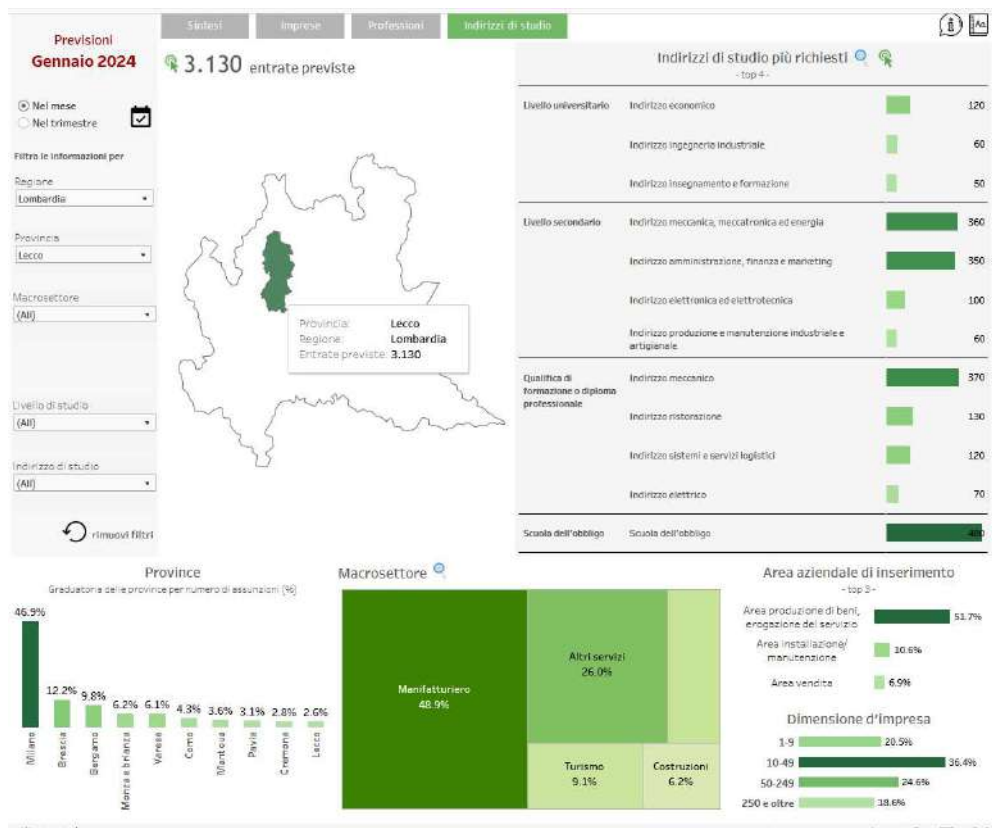 Sintesi
Imprese
Professioni
Indirizzi di studio
Previsioni
Gennaio 2024
3.130 entrate previste
Nel mese
Nel trimestre
Filtra le informazioni per
Regione
Lombardia
Provincia
Lecco
Macrosettore
(All)
Livello di studio
(All)
Indirizzo di studio
(All)
rimuovi filtri
Provincia: Lecco
Regione: Lombardia
Entrate previste: 3.130
Indirizzi di studio più richiesti
- top 4 -
Livello universitario Indirizzo economico 120
Indirizzo ingegneria industriale 60
Indirizzo insegnamento e formazione 50
Livello secondario Indirizzo meccanica, meccatronica ed energia 360
Indirizzo amministrazione, finanza e marketing 350
Indirizzo elettronica ed elettrotecnica 100
Indirizzo produzione e manutenzione industriale e
artigianale 60
Qualifica di
formazione o diploma
professionale
Indirizzo meccanico 370
Indirizzo ristorazione 130
Indirizzo sistemi e servizi logistici 120
Indirizzo elettrico 70
Scuola dell'obbligo Scuola dell'obbligo 480
Province
Graduatoria delle province per numero di assunzioni (%)
46.9% 12.2% 9.8% 6.2% 6.1% 4.3% 3.6% 3.1% 2.8% 2.6%
Milano
Brescia
Bergamo
Monza e brianza
Varese
Como
Mantova
Pavia
Cremona
Lecco
Macrosettore
Manifatturiero
48.9%
Altri servizi
26.0%
Turismo
9.1%
Costruzioni
6.2%
Area aziendale di inserimento
- top 3 -
Area produzione di beni,
erogazione del servizio 51.7%
Area installazione/
manutenzione 10.6%
Area vendita 6.9%
Dimensione d'impresa
1-9 20.5%
10-49 36.4%
50-249 24.6%
250 e oltre 18.6%